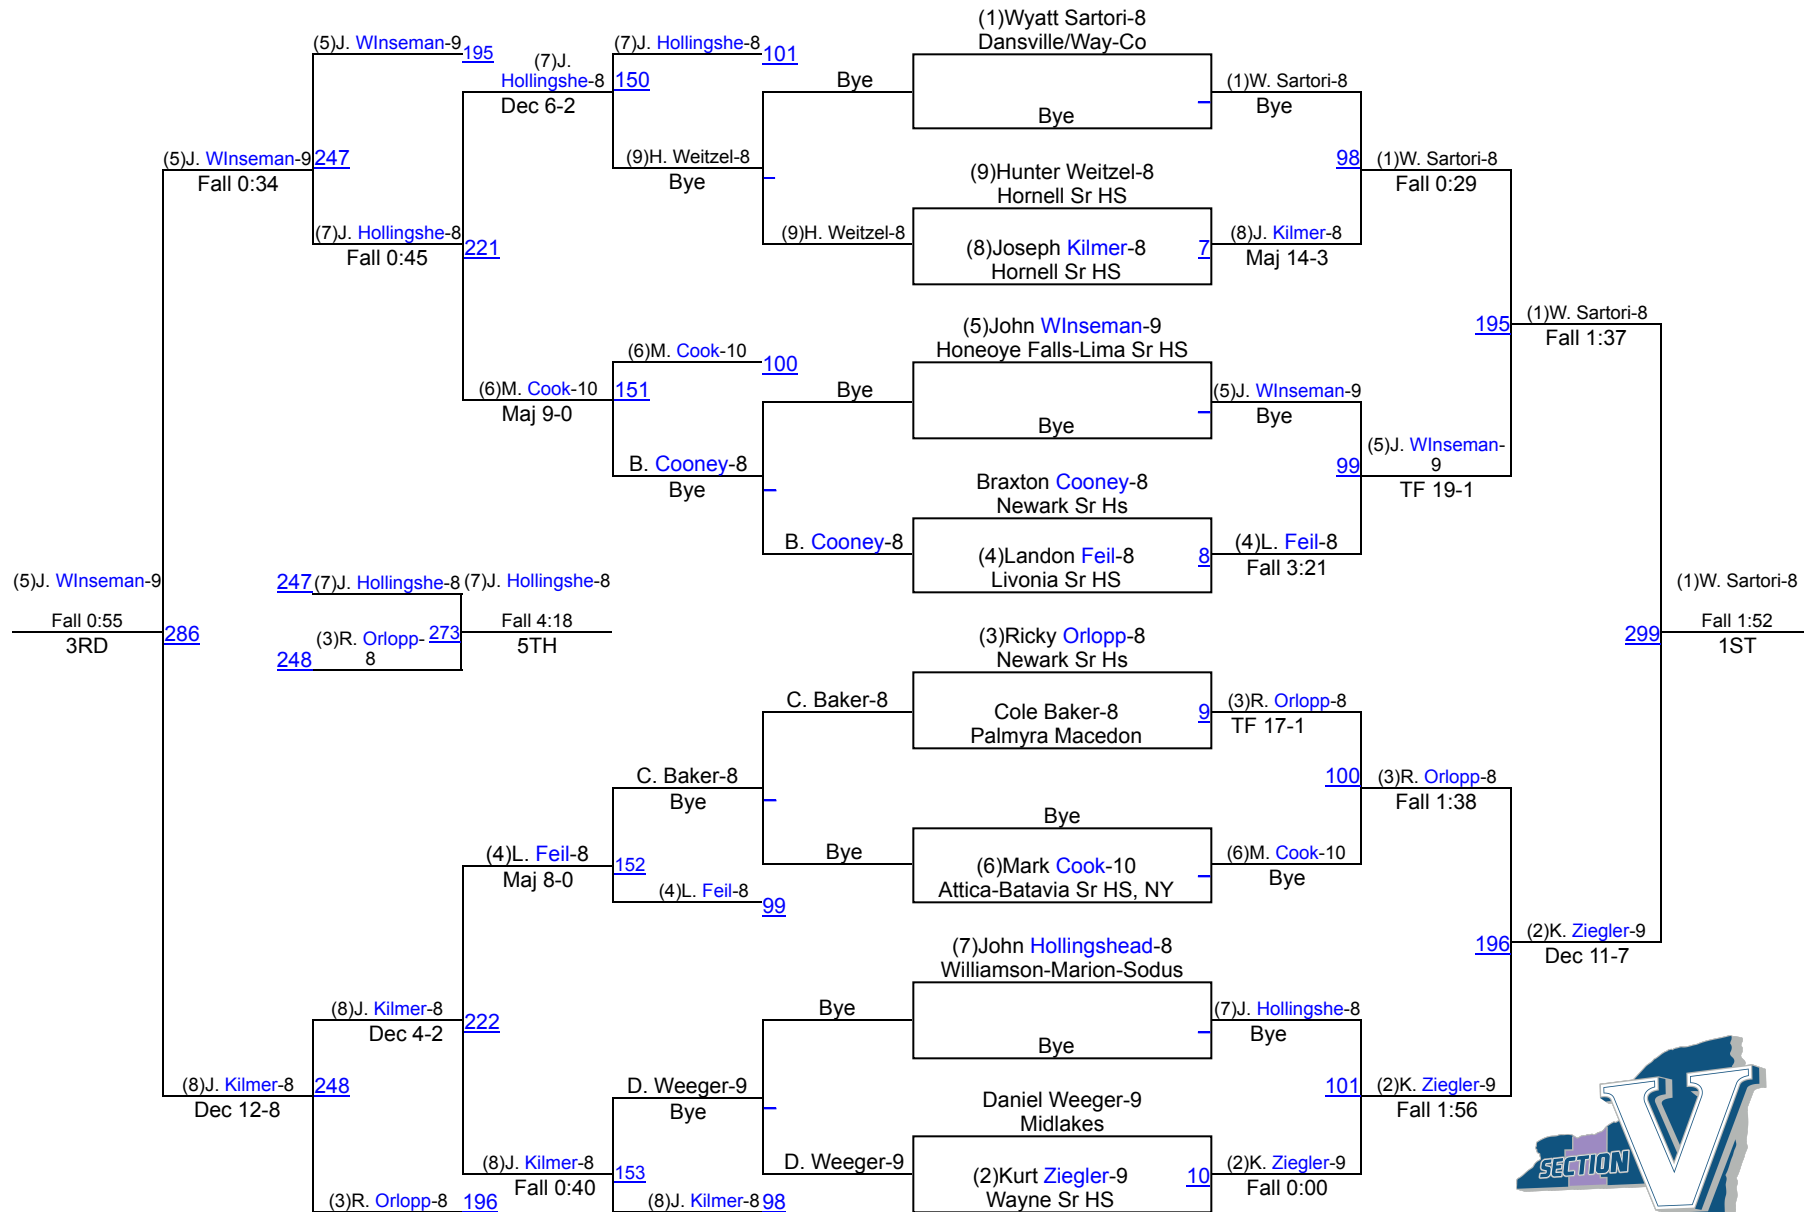 (1)Wyatt Sartori-8
Dansville/Way-Co
(5)J. WInseman-9
195
(7)J.
Hollingshe-8
(7)J. Hollingshe-8
101
150
Dec 6-2
Bye
Bye
(1)W. Sartori-8
Bye
(5)J. WInseman-9
247
Fall 0:34
(9)H. Weitzel-8
Bye
(9)Hunter Weitzel-8
Hornell Sr HS
98
(1)W. Sartori-8
Fall 0:29
(7)J. Hollingshe-8
221
Fall 0:45
(9)H. Weitzel-8
(8)Joseph Kilmer-8
Hornell Sr HS
7
(8)J. Kilmer-8
Maj 14-3
(5)John WInseman-9
Honeoye Falls-Lima Sr HS
195
(1)W. Sartori-8
Fall 1:37
(6)M. Cook-10
100
(6)M. Cook-10
151
Maj 9-0
Bye
Bye
(5)J. WInseman-9
Bye
B. Cooney-8
Bye
Braxton Cooney-8
Newark Sr Hs
99
(5)J. WInseman-
9
TF 19-1
B. Cooney-8
(4)Landon Feil-8
Livonia Sr HS
8
(4)L. Feil-8
Fall 3:21
(5)J. WInseman-9
Fall 0:55
3RD
286
247
(7)J. Hollingshe-8
(7)J. Hollingshe-8
(3)R. Orlopp-
8
273
248
Fall 4:18
5TH
(1)W. Sartori-8
299
Fall 1:52
1ST
(3)Ricky Orlopp-8
Newark Sr Hs
C. Baker-8
Cole Baker-8
Palmyra Macedon
9
(3)R. Orlopp-8
TF 17-1
C. Baker-8
Bye
100
(3)R. Orlopp-8
Fall 1:38
Bye
(4)L. Feil-8
Maj 8-0
152
Bye
(6)Mark Cook-10
Attica-Batavia Sr HS, NY
(6)M. Cook-10
Bye
(4)L. Feil-8
99
(7)John Hollingshead-8
Williamson-Marion-Sodus
196
(2)K. Ziegler-9
Dec 11-7
(8)J. Kilmer-8
222
Dec 4-2
Bye
Bye
(7)J. Hollingshe-8
Bye
(8)J. Kilmer-8
248
Dec 12-8
D. Weeger-9
Bye
Daniel Weeger-9
Midlakes
101
(2)K. Ziegler-9
Fall 1:56
(8)J. Kilmer-8
Fall 0:40
153
D. Weeger-9
(2)Kurt Ziegler-9
Wayne Sr HS
10
(2)K. Ziegler-9
Fall 0:00
(3)R. Orlopp-8
196
(8)J. Kilmer-8
98
SECTION V